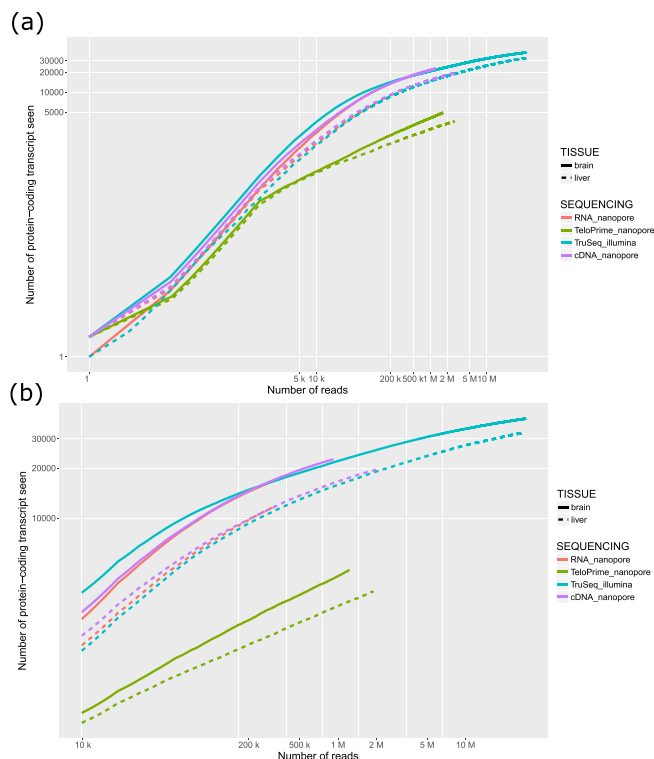 (a)
Number of protein−coding transcript seen
30000
20000
10000
5000
1
1
5 k
10 k
200 k
500 k
1 M
2 M
5 M
10 M
Number of reads
TISSUE
brain
liver
SEQUENCING
RNA_nanopore
TeloPrime_nanopore
TruSeq_illumina
cDNA_nanopore
(b)
Number of protein−coding transcript seen
30000
20000
10000
10 k
200 k
500 k
1 M
2 M
5 M
10 M
Number of reads
TISSUE
brain
liver
SEQUENCING
RNA_nanopore
TeloPrime_nanopore
TruSeq_illumina
cDNA_nanopore